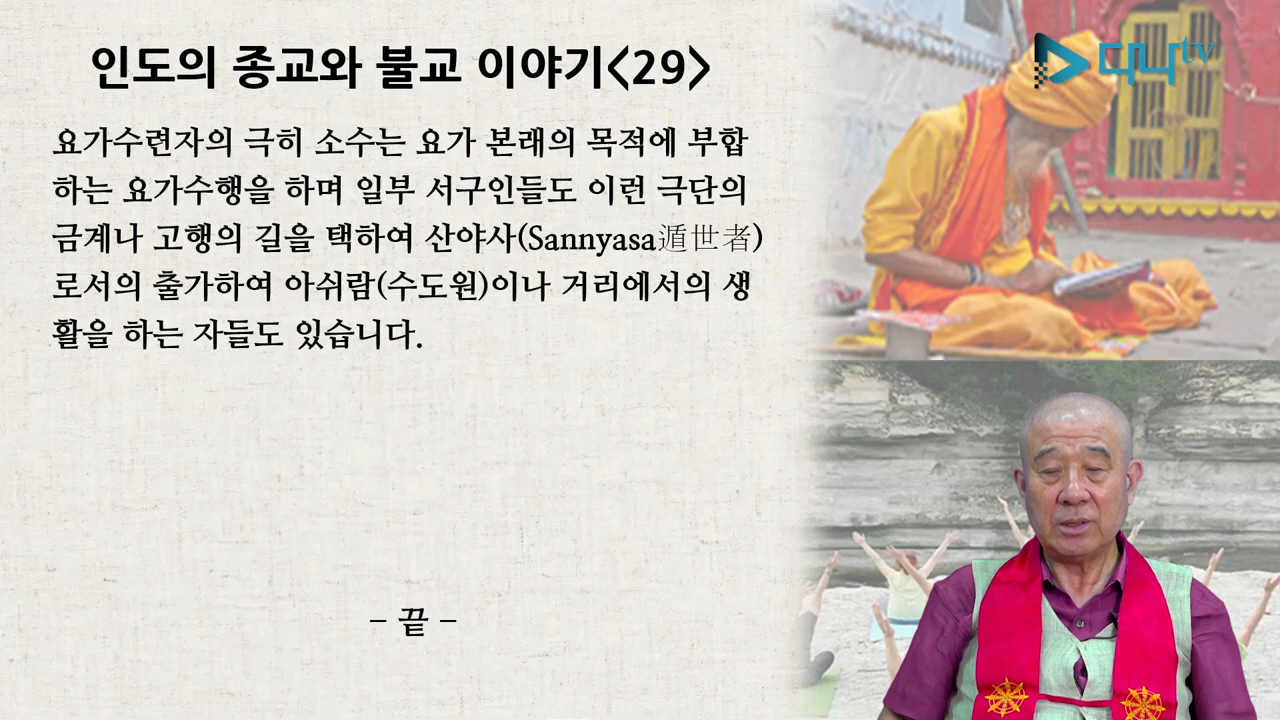 인도의 종교와 불교 이야기<29>
다나tv
요가수련자의 극히 소수는 요가 본래의 목적에 부합
하는 요가수행을 하며 일부 서구인들도 이런 극단의
금계나 고행의 길을 택하여 산야사(Sannyasa遁世者)
로서의 출가하여 아쉬람(수도원)이나 거리에서의 생
활을 하는 자들도 있습니다.
- 끝 -